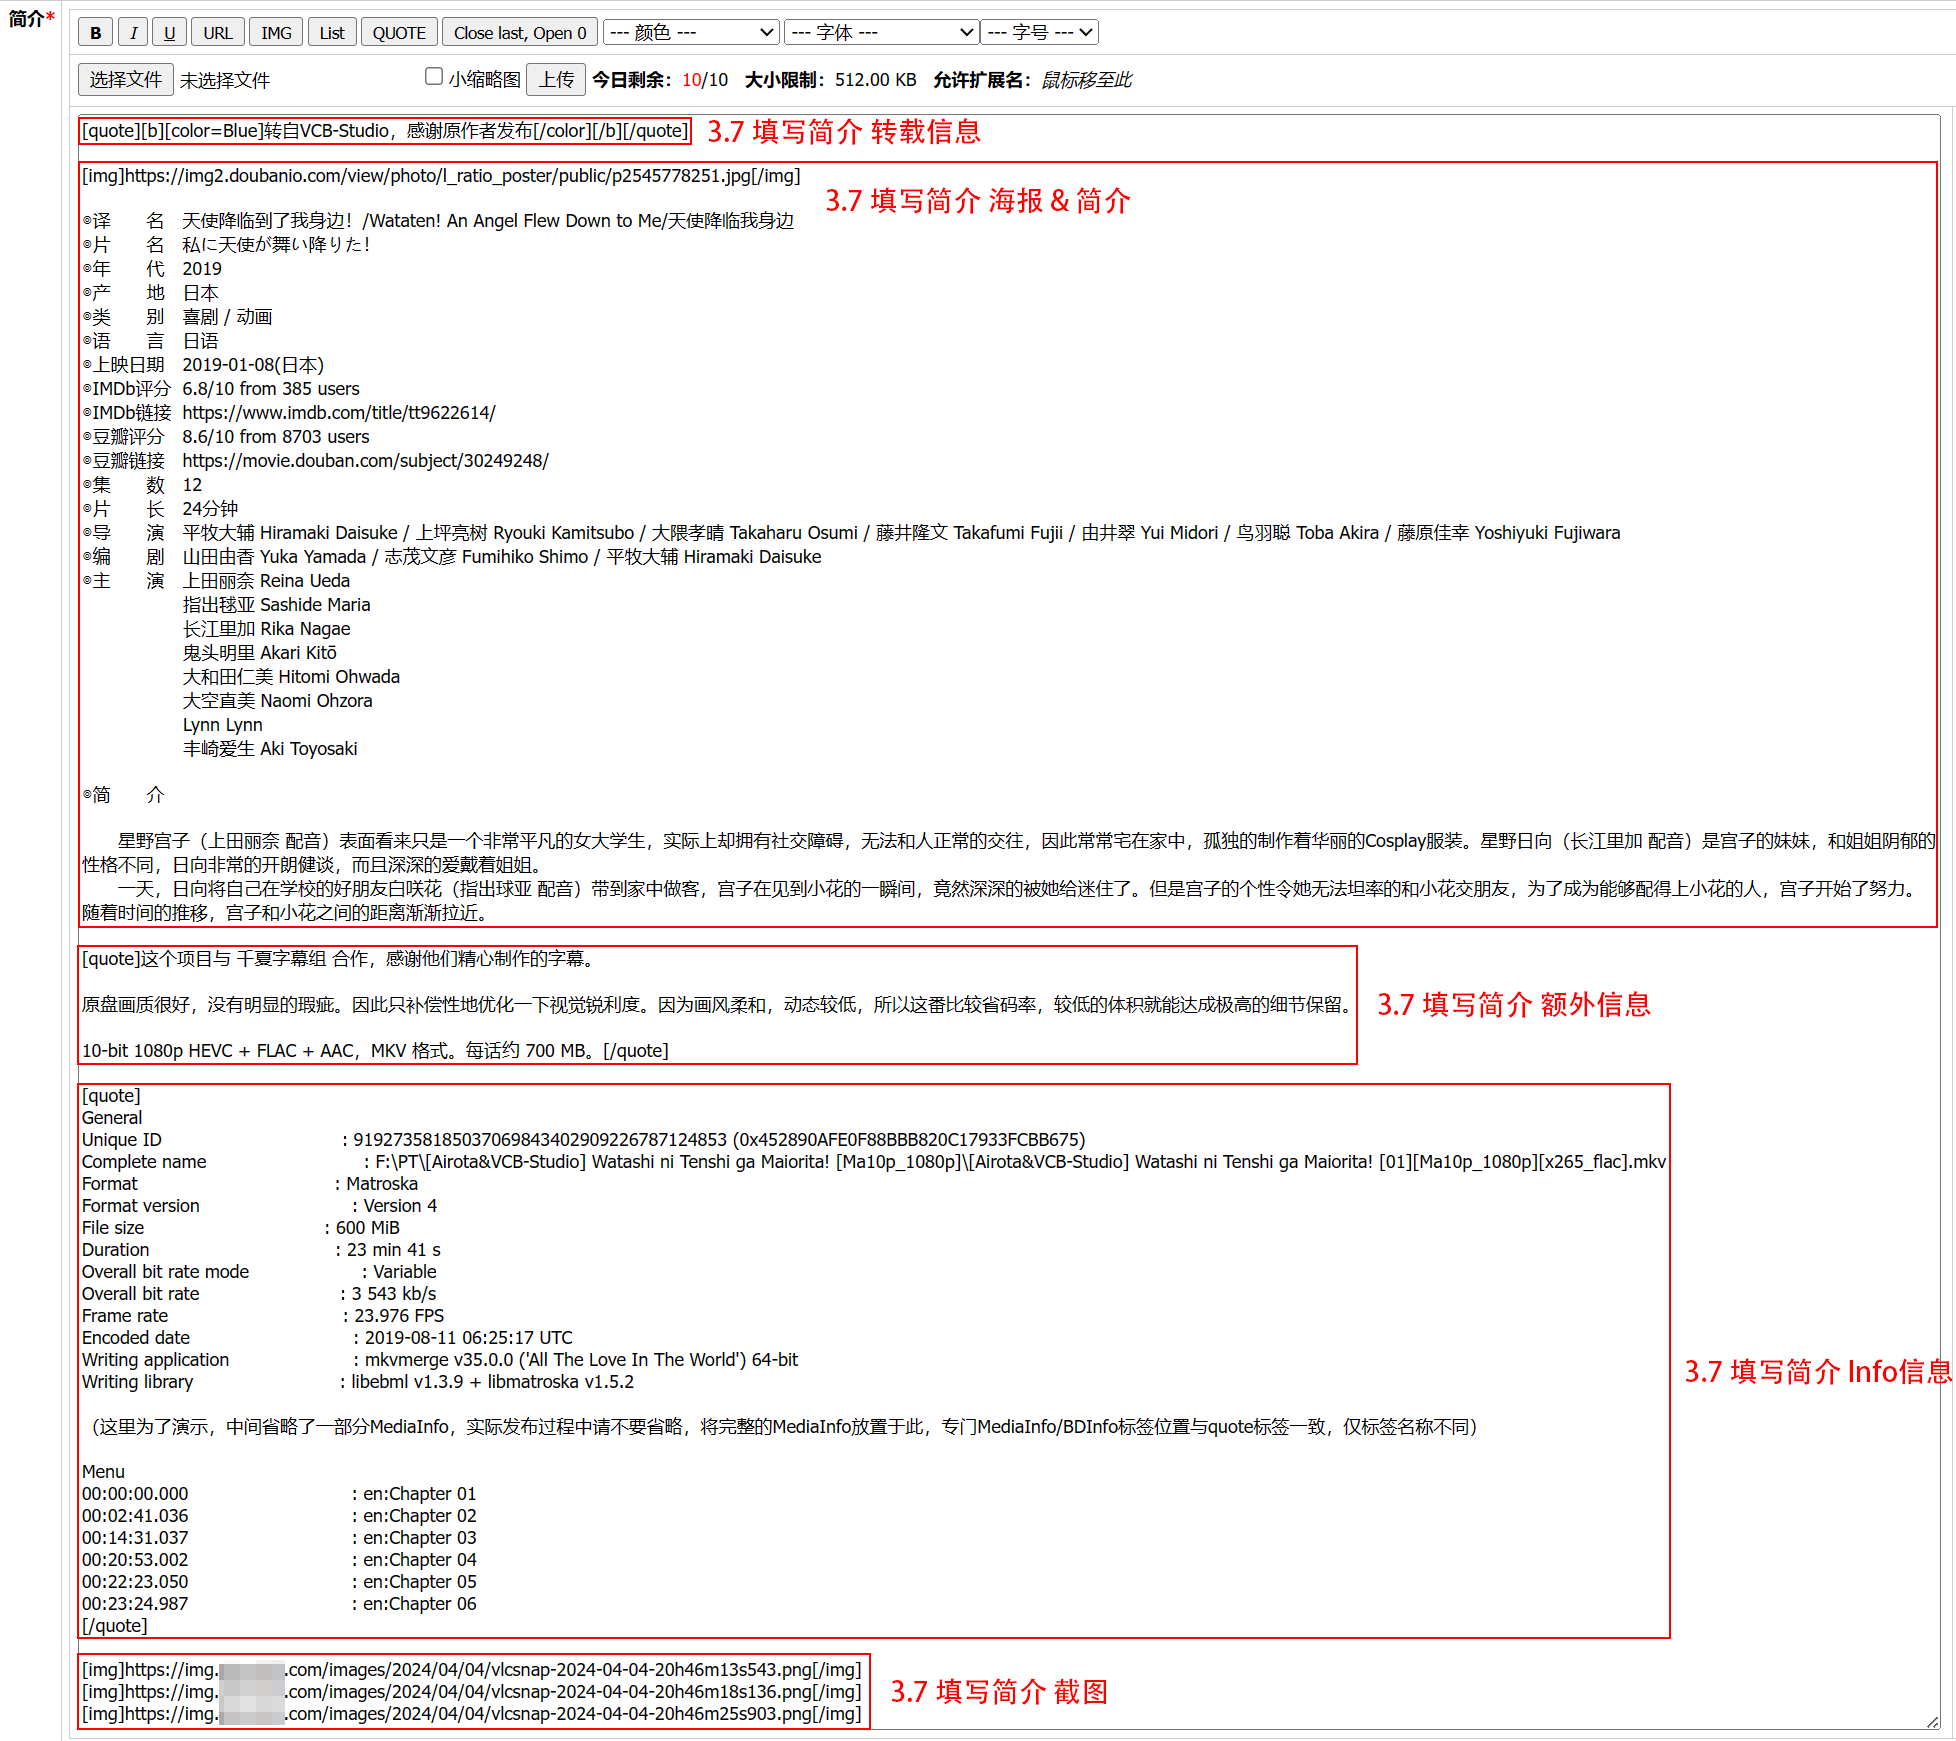 简介*
B I U URL IMG List QUOTE Close last, Open 0 --- 颜色 --- --- 字体 --- --- 字号 ---
选择文件 未选择文件 小缩略图 上传 今日剩余：10/10 大小限制：512.00 KB 允许扩展名：鼠标移至此
[quote][b][color=Blue]转自VCB-Studio，感谢原作者发布[/color][/b][/quote] 3.7 填写简介 转载信息
[img]https://img2.doubanio.com/view/photo/l_ratio_poster/public/p2545778251.jpg[/img]
3.7 填写简介 海报 & 简介
◎译　　名　天使降临到了我身边！/Wataten! An Angel Flew Down to Me/天使降临我身边
◎片　　名　私に天使が舞い降りた！
◎年　　代　2019
◎产　　地　日本
◎类　　别　喜剧 / 动画
◎语　　言　日语
◎上映日期　2019-01-08(日本)
◎IMDb评分  6.8/10 from 385 users
◎IMDb链接  https://www.imdb.com/title/tt9622614/
◎豆瓣评分　8.6/10 from 8703 users
◎豆瓣链接　https://movie.douban.com/subject/30249248/
◎集　　数　12
◎片　　长　24分钟
◎导　　演　平牧大辅 Hiramaki Daisuke / 上坪亮树 Ryouki Kamitsubo / 大隈孝晴 Takaharu Osumi / 藤井隆文 Takafumi Fujii / 由井翠 Yui Midori / 鸟羽聪 Toba Akira / 藤原佳幸 Yoshiyuki Fujiwara
◎编　　剧　山田由香 Yuka Yamada / 志茂文彦 Fumihiko Shimo / 平牧大辅 Hiramaki Daisuke
◎主　　演　上田丽奈 Reina Ueda
指出毬亚 Sashide Maria
长江里加 Rika Nagae
鬼头明里 Akari Kitō
大和田仁美 Hitomi Ohwada
大空直美 Naomi Ohzora
Lynn Lynn
丰崎爱生 Aki Toyosaki
◎简　　介
星野宫子（上田丽奈 配音）表面看来只是一个非常平凡的女大学生，实际上却拥有社交障碍，无法和人正常的交往，因此常常宅在家中，孤独的制作着华丽的Cosplay服装。星野日向（长江里加 配音）是宫子的妹妹，和姐姐阴郁的
性格不同，日向非常的开朗健谈，而且深深的爱戴着姐姐。
一天，日向将自己在学校的好朋友白咲花（指出球亚 配音）带到家中做客，宫子在见到小花的一瞬间，竟然深深的被她给迷住了。但是宫子的个性令她无法坦率的和小花交朋友，为了成为能够配得上小花的人，宫子开始了努力。
随着时间的推移，宫子和小花之间的距离渐渐拉近。
[quote]这个项目与 千夏字幕组 合作，感谢他们精心制作的字幕。
原盘画质很好，没有明显的瑕疵。因此只补偿性地优化一下视觉锐利度。因为画风柔和，动态较低，所以这番比较省码率，较低的体积就能达成极高的细节保留。 3.7 填写简介 额外信息
10-bit 1080p HEVC + FLAC + AAC，MKV 格式。每话约 700 MB。[/quote]
[quote]
General
Unique ID : 91927358185037069843402909226787124853 (0x452890AFE0F88BBB820C17933FCBB675)
Complete name : F:\PT\[Airota&VCB-Studio] Watashi ni Tenshi ga Maiorita! [Ma10p_1080p]\[Airota&VCB-Studio] Watashi ni Tenshi ga Maiorita! [01][Ma10p_1080p][x265_flac].mkv
Format : Matroska
Format version : Version 4
File size : 600 MiB
Duration : 23 min 41 s
Overall bit rate mode : Variable
Overall bit rate : 3 543 kb/s
Frame rate : 23.976 FPS
Encoded date : 2019-08-11 06:25:17 UTC
Writing application : mkvmerge v35.0.0 ('All The Love In The World') 64-bit
Writing library : libebml v1.3.9 + libmatroska v1.5.2
3.7 填写简介 Info信息
（这里为了演示，中间省略了一部分MediaInfo，实际发布过程中请不要省略，将完整的MediaInfo放置于此，专门MediaInfo/BDInfo标签位置与quote标签一致，仅标签名称不同）
Menu
00:00:00.000 : en:Chapter 01
00:02:41.036 : en:Chapter 02
00:14:31.037 : en:Chapter 03
00:20:53.002 : en:Chapter 04
00:22:23.050 : en:Chapter 05
00:23:24.987 : en:Chapter 06
[/quote]
[img]https://img. .com/images/2024/04/04/vlcsnap-2024-04-04-20h46m13s543.png[/img]
[img]https://img. .com/images/2024/04/04/vlcsnap-2024-04-04-20h46m18s136.png[/img] 3.7 填写简介 截图
[img]https://img. .com/images/2024/04/04/vlcsnap-2024-04-04-20h46m25s903.png[/img]